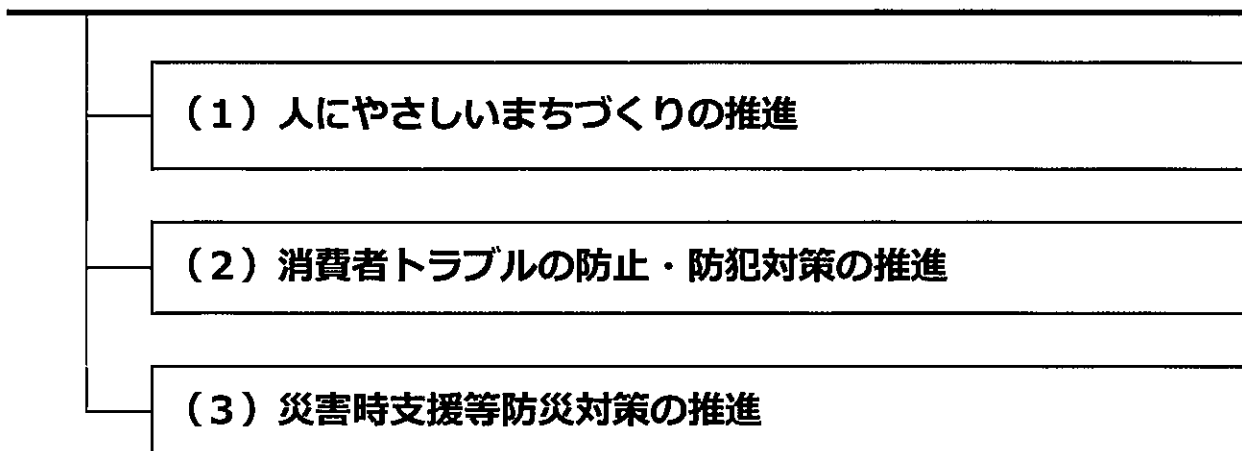 （1）人にやさしいまちづくりの推進
（2）消費者トラブルの防止・防犯対策の推進
（3）災害時支援等防災対策の推進